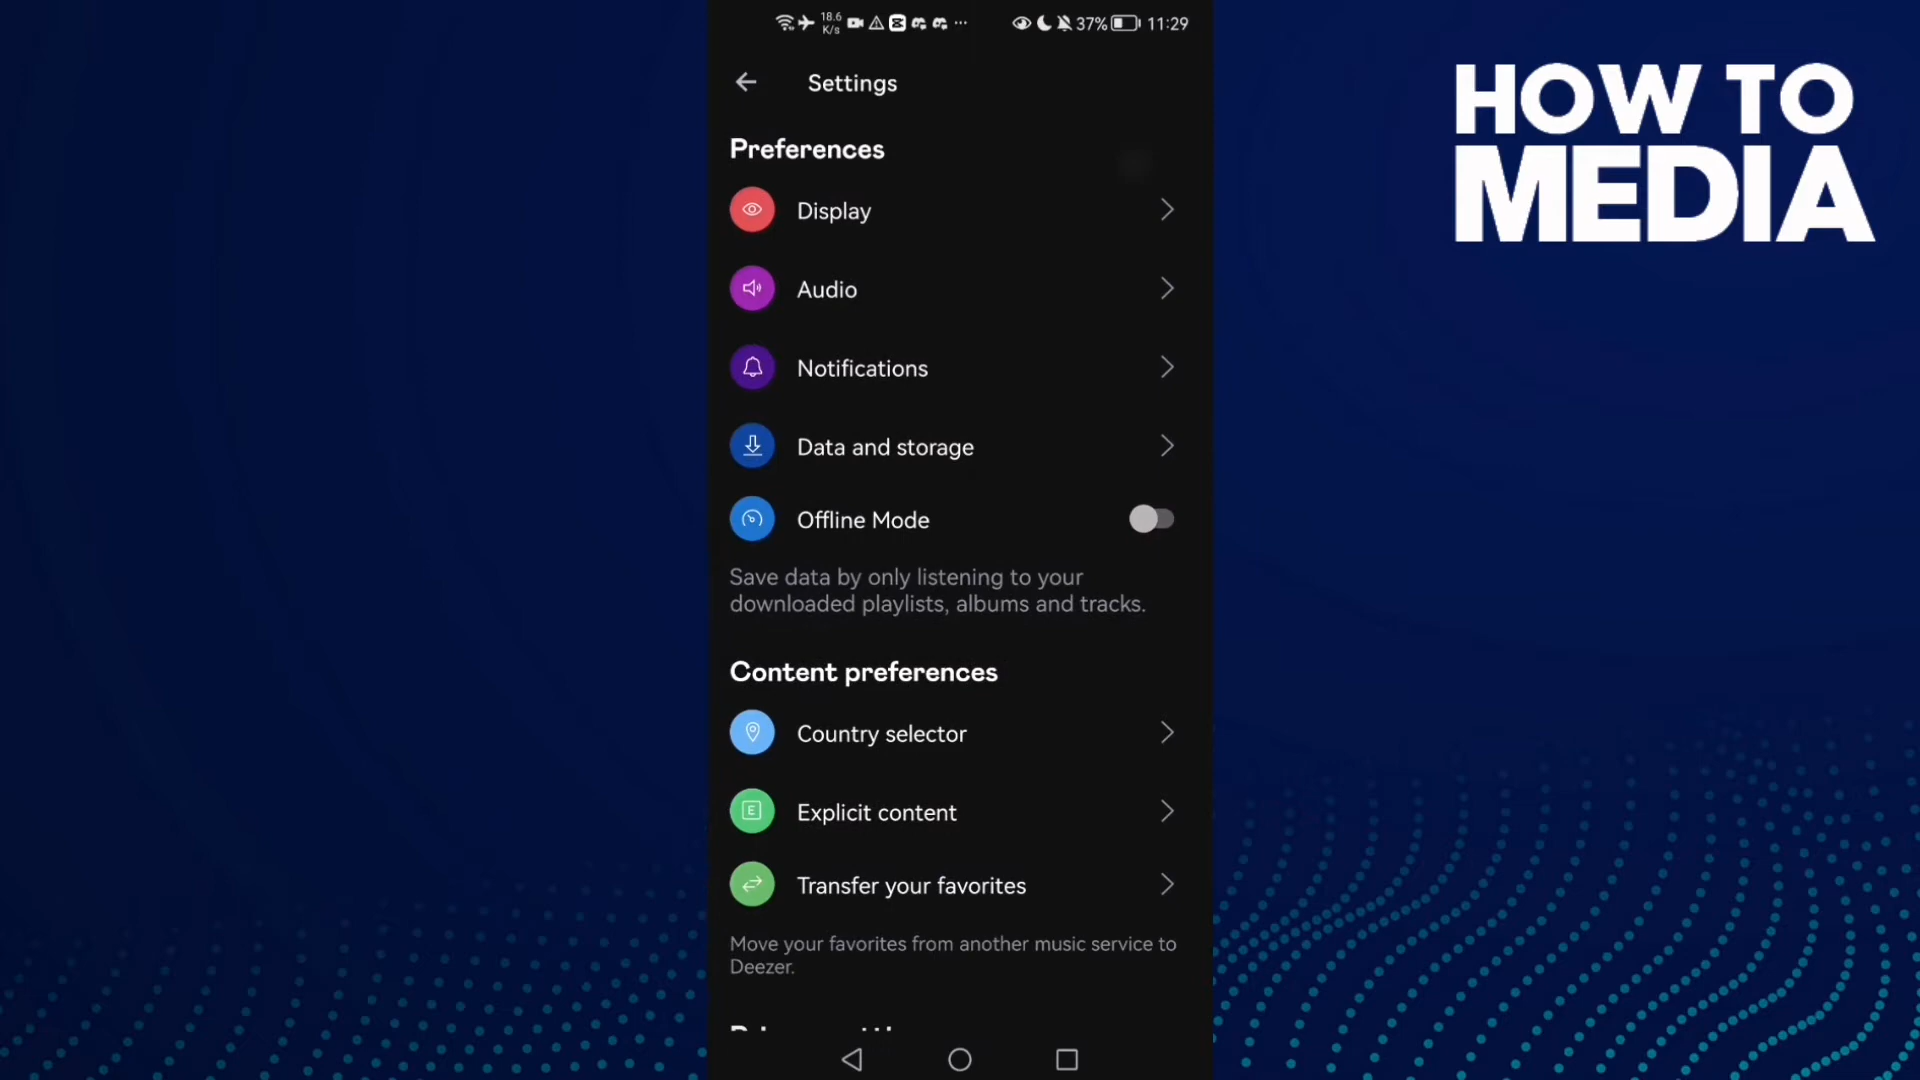 18.6
K/s
37% 11:29
HOW TO
MEDIA
Settings
Preferences
Display
Audio
Notifications
Data and storage
Offline Mode
Save data by only listening to your
downloaded playlists, albums and tracks.
Content preferences
Country selector
E
Explicit content
Transfer your favorites
Move your favorites from another music service to
Deezer.